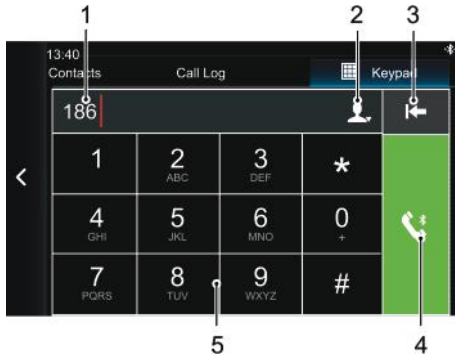 1 2 3
13:40
Contacts Call Log Keypad
186
1 2 3 *
ABC DEF
4 5 6 0
GHI JKL MNO +
7 8 9 #
PQRS TUV WXYZ
5 4